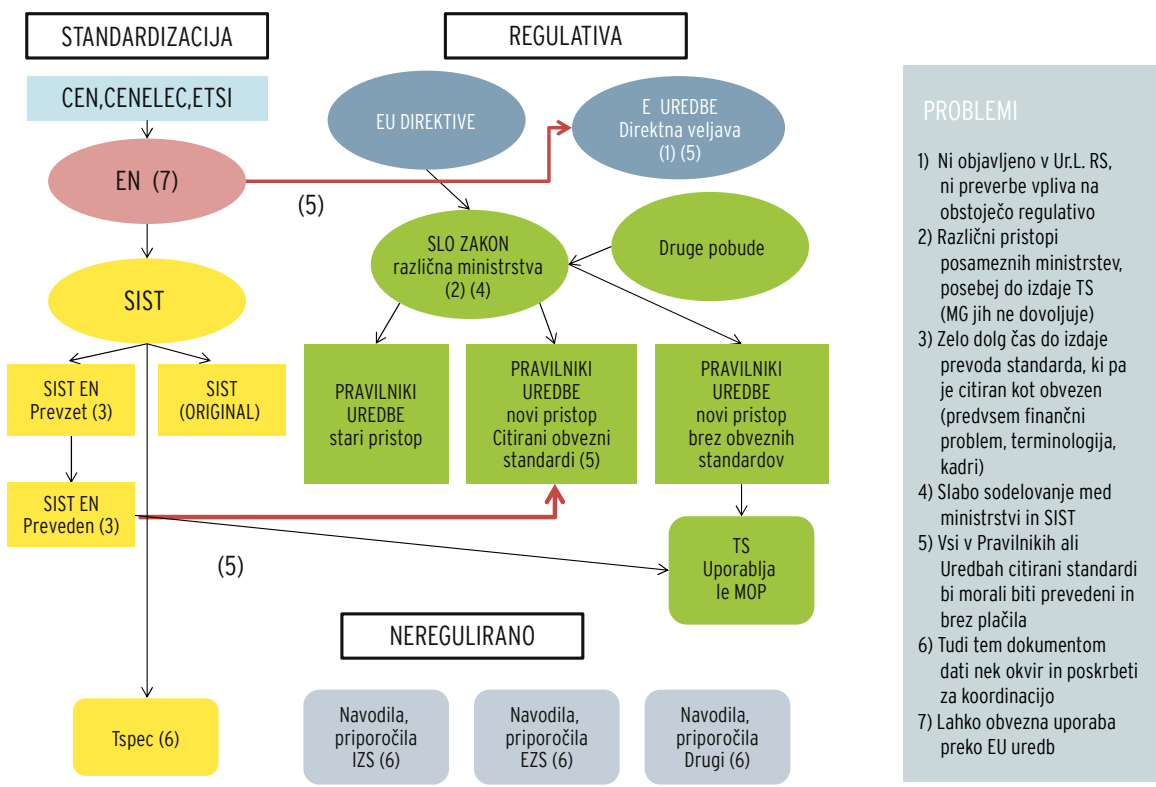 STANDARDIZACIJA
REGULATIVA
CEN,CENELEC,ETSI
EN (7)
(5)
EU DIREKTIVE
E UREDBE
Direktna veljava
(1) (5)
SLO ZAKON
različna ministrstva
(2) (4)
Druge pobude
SIST
SIST EN
Prevzet (3)
SIST
(ORIGINAL)
PRAVILNIKI
UREDBE
stari pristop
PRAVILNIKI
UREDBE
novi pristop
Citirani obvezni
standardi (5)
PRAVILNIKI
UREDBE
novi pristop
brez obveznih
standardov
SIST EN
Preveden (3)
(5)
TS
Uporablja
le MOP
NEREGULIRANO
Tspec (6)
Navodila,
priporočila
IZS (6)
Navodila,
priporočila
EZS (6)
Navodila,
priporočila
Drugi (6)
PROBLEMI
1) Ni objavljeno v Ur.L. RS,
ni preverbe vpliva na
obstoječo regulativo
2) Različni pristopi
posameznih ministrstev,
posebej do izdaje TS
(MG jih ne dovoljuje)
3) Zelo dolg čas do izdaje
prevoda standarda, ki pa
je citiran kot obvezen
(predvsem finančni
problem, terminologija,
kadri)
4) Slabo sodelovanje med
ministrstvi in SIST
5) Vsi v Pravilnikih ali
Uredbah citirani standardi
bi morali biti prevedeni in
brez plačila
6) Tudi tem dokumentom
dati nek okvir in poskrbeti
za koordinacijo
7) Lahko obvezna uporaba
preko EU uredb